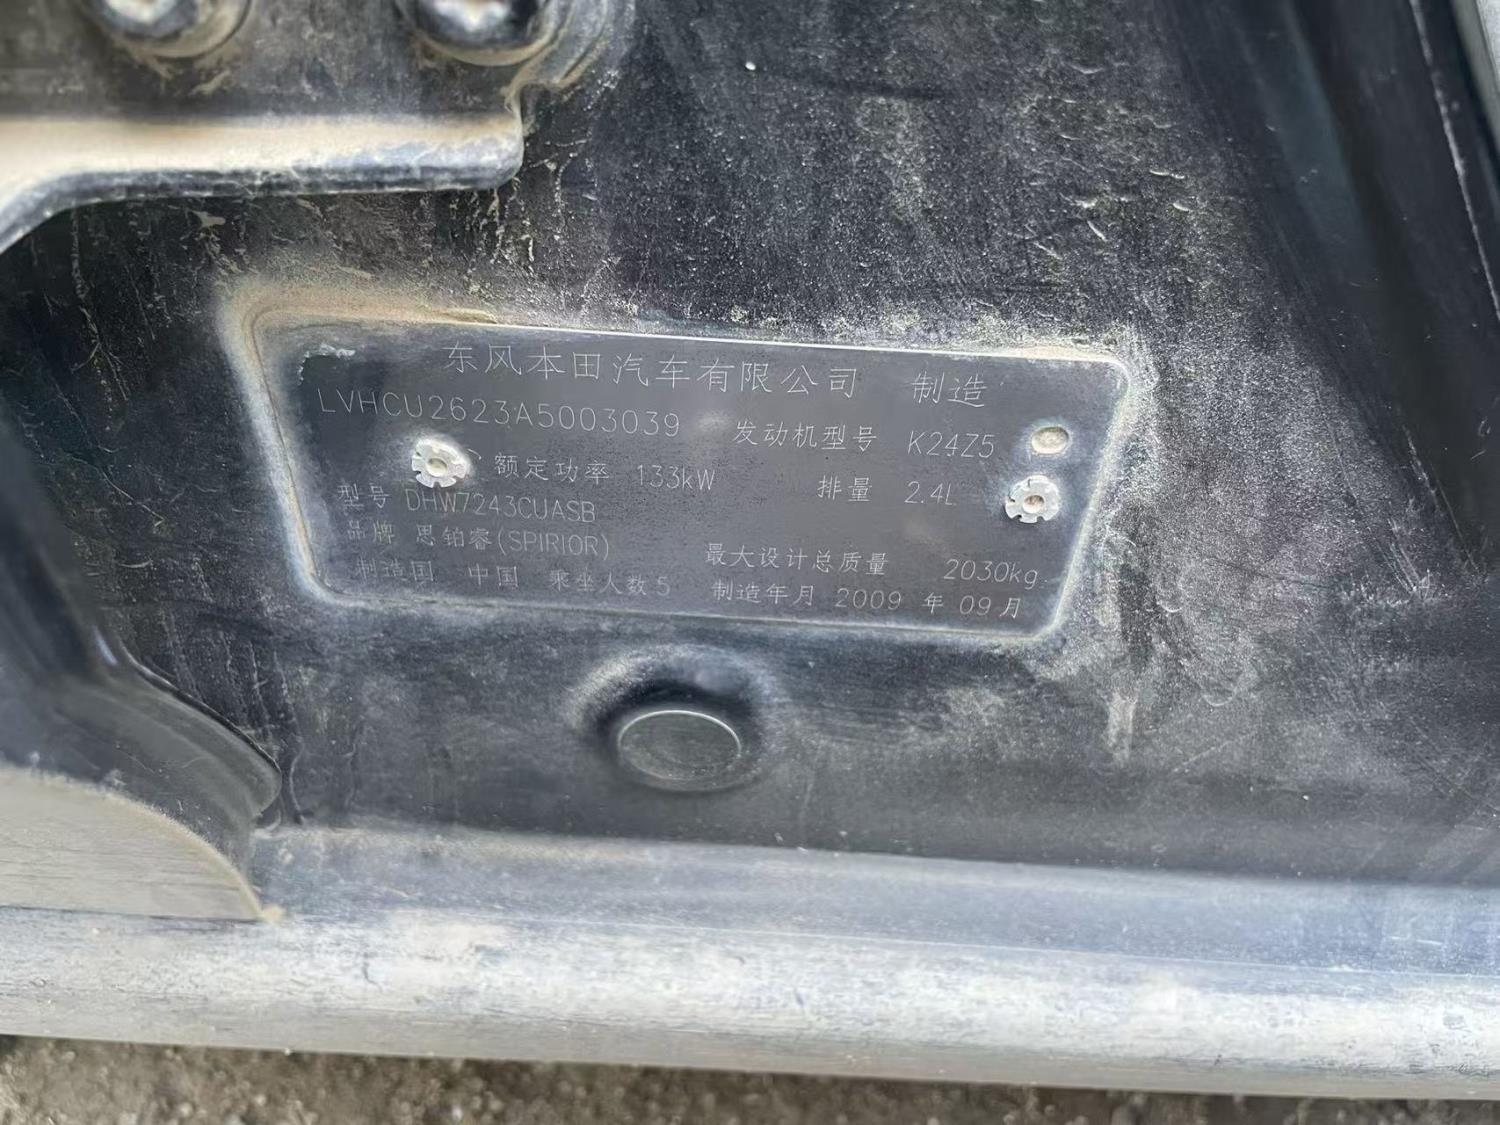 东风本田汽车有限公司 制造
LVHCU2623A5003039 发动机型号 K24Z5
额定功率 133kW 排量 2.4L
型号 DHW7243CUASB
品牌 思铂睿(SPIRIOR) 最大设计总质量 2030kg
制造国 中国 乘坐人数5 制造年月 2009 年 09月